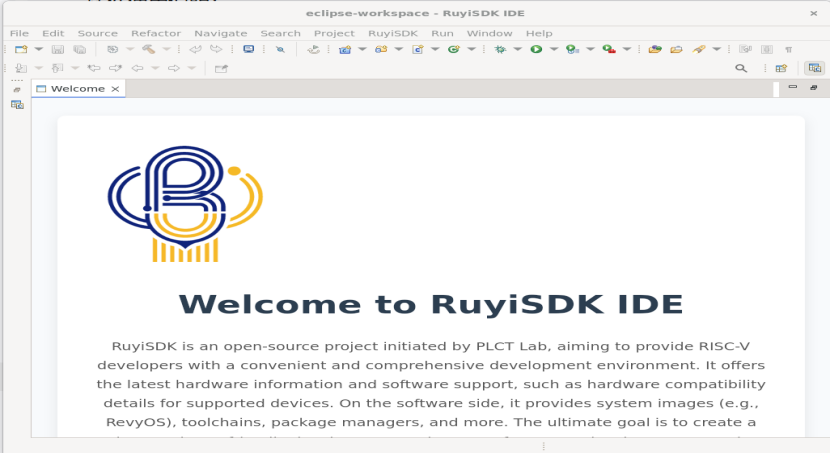 eclipse-workspace - RuyiSDK IDE
File Edit Source Refactor Navigate Search Project RuyiSDK Run Window Help
Welcome
Welcome to RuyiSDK IDE
RuyiSDK is an open-source project initiated by PLCT Lab, aiming to provide RISC-V
developers with a convenient and comprehensive development environment. It offers
the latest hardware information and software support, such as hardware compatibility
details for supported devices. On the software side, it provides system images (e.g.,
RevyOS), toolchains, package managers, and more. The ultimate goal is to create a